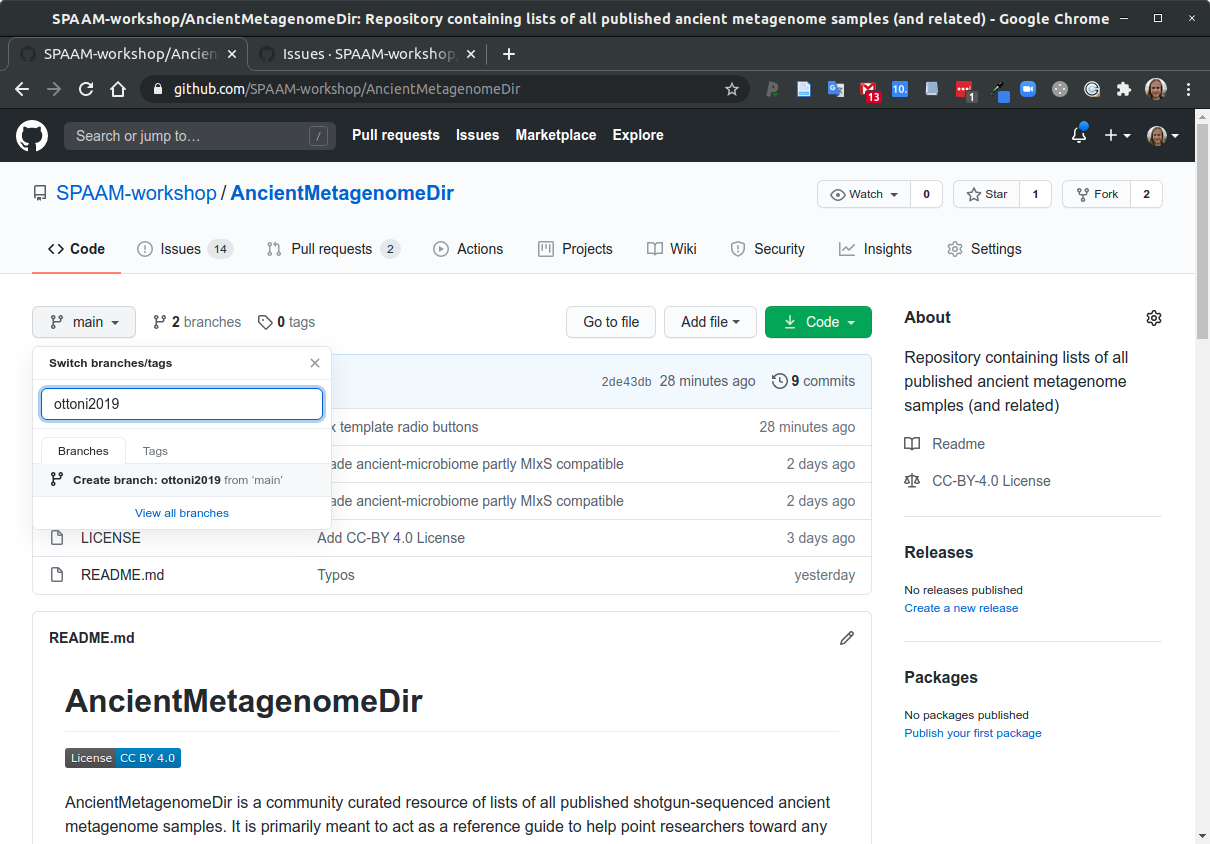 SPAAM-workshop/AncientMetagenomeDir: Repository containing lists of all published ancient metagenome samples (and related) - Google Chrome
SPAAM-workshop/Ancien
Issues · SPAAM-workshop
github.com/SPAAM-workshop/AncientMetagenomeDir
13
10.
1
Search or jump to…
/
Pull requests
Issues
Marketplace
Explore
SPAAM-workshop / AncientMetagenomeDir
Watch 0
Star 1
Fork 2
Code
Issues 14
Pull requests 2
Actions
Projects
Wiki
Security
Insights
Settings
main
2 branches
0 tags
Go to file
Add file
Code
Switch branches/tags
ottoni2019
Branches
Tags
Create branch: ottoni2019 from 'main'
View all branches
2de43db 28 minutes ago 9 commits
template radio buttons 28 minutes ago
ade ancient-microbiome partly MIxS compatible 2 days ago
ade ancient-microbiome partly MIxS compatible 2 days ago
LICENSE Add CC-BY 4.0 License 3 days ago
README.md Typos yesterday
README.md
AncientMetagenomeDir
License CC BY 4.0
AncientMetagenomeDir is a community curated resource of lists of all published shotgun-sequenced ancient
metagenome samples. It is primarily meant to act as a reference guide to help point researchers toward any
About
Repository containing lists of all
published ancient metagenome
samples (and related)
Readme
CC-BY-4.0 License
Releases
No releases published
Create a new release
Packages
No packages published
Publish your first package